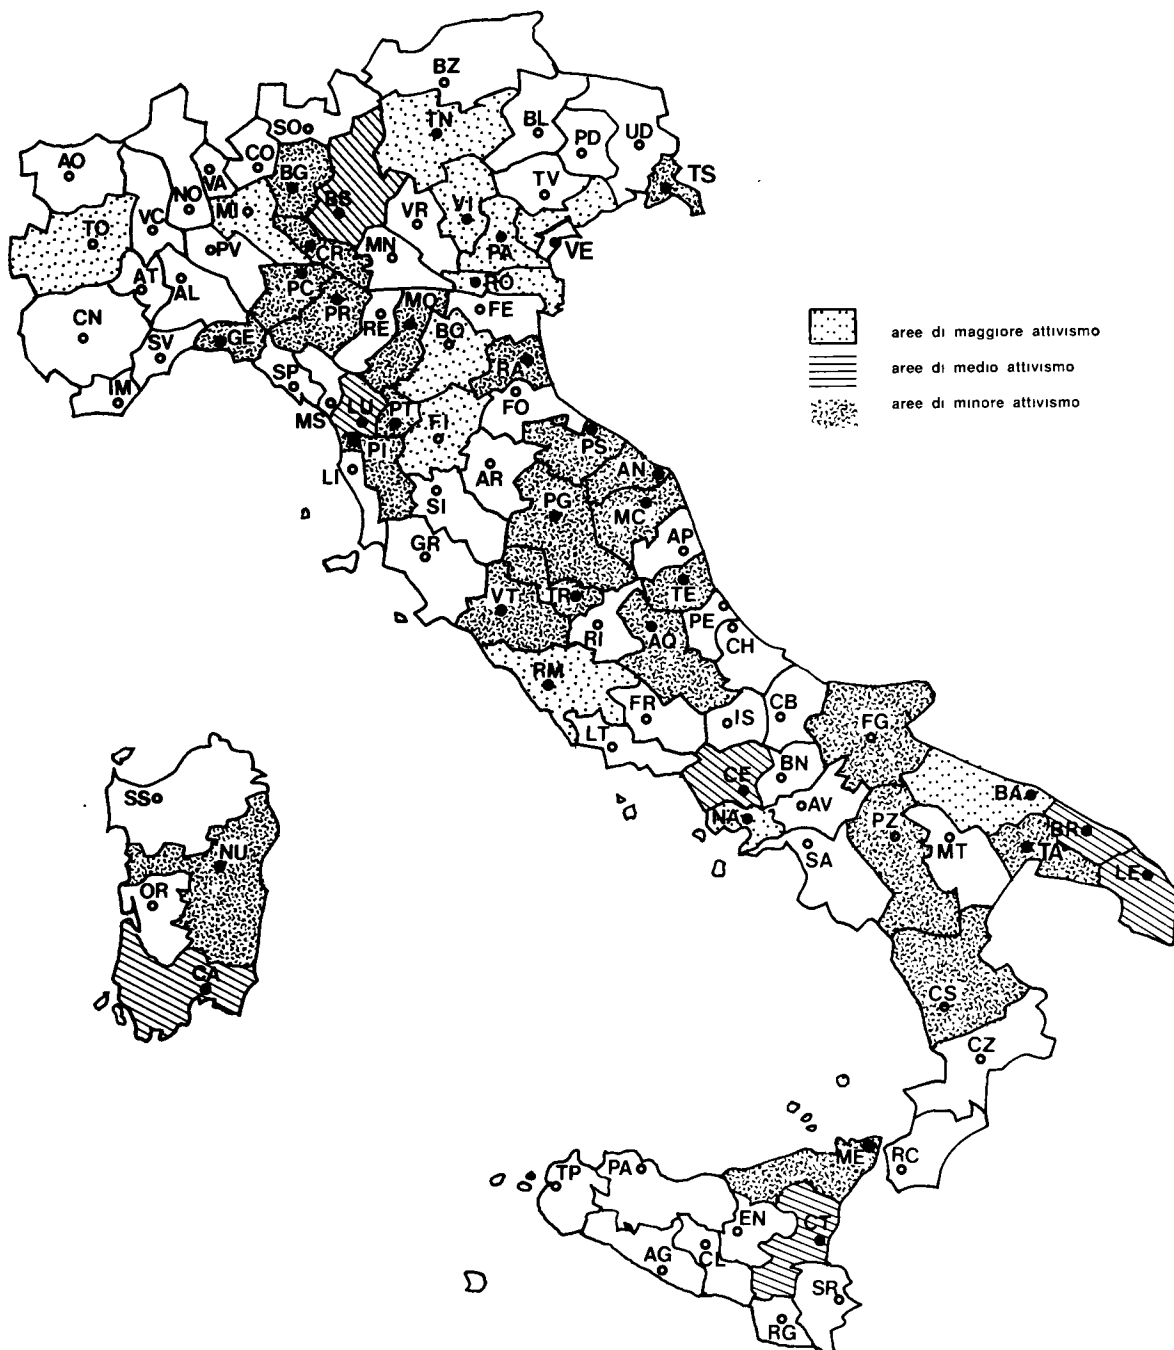 BZ
SO
TN
BL
PD
UD
AO
VA
CO
BG
TS
NO
BS
TV
VC
MI
VR
VI
TO
PV
CR
MN
PA
VE
AT
AL
PC
RO
CN
PR
RE
MO
FE
BO
SV
GE
RA
aree di maggiore attivismo
aree di medio attivismo
aree di minore attivismo
IM
SP
MS
LU
PT
FI
FO
PI
PS
LI
AR
AN
SI
PG
MC
GR
AP
VT
TR
TE
RI
AQ
PE
CH
RM
FR
IS
CB
FG
LT
CE
BN
BA
SS
NA
AV
PZ
BR
NU
SA
MT
TA
LE
OR
CA
CS
CZ
ME
RC
TP
PA
EN
CT
AG
CL
SR
RG